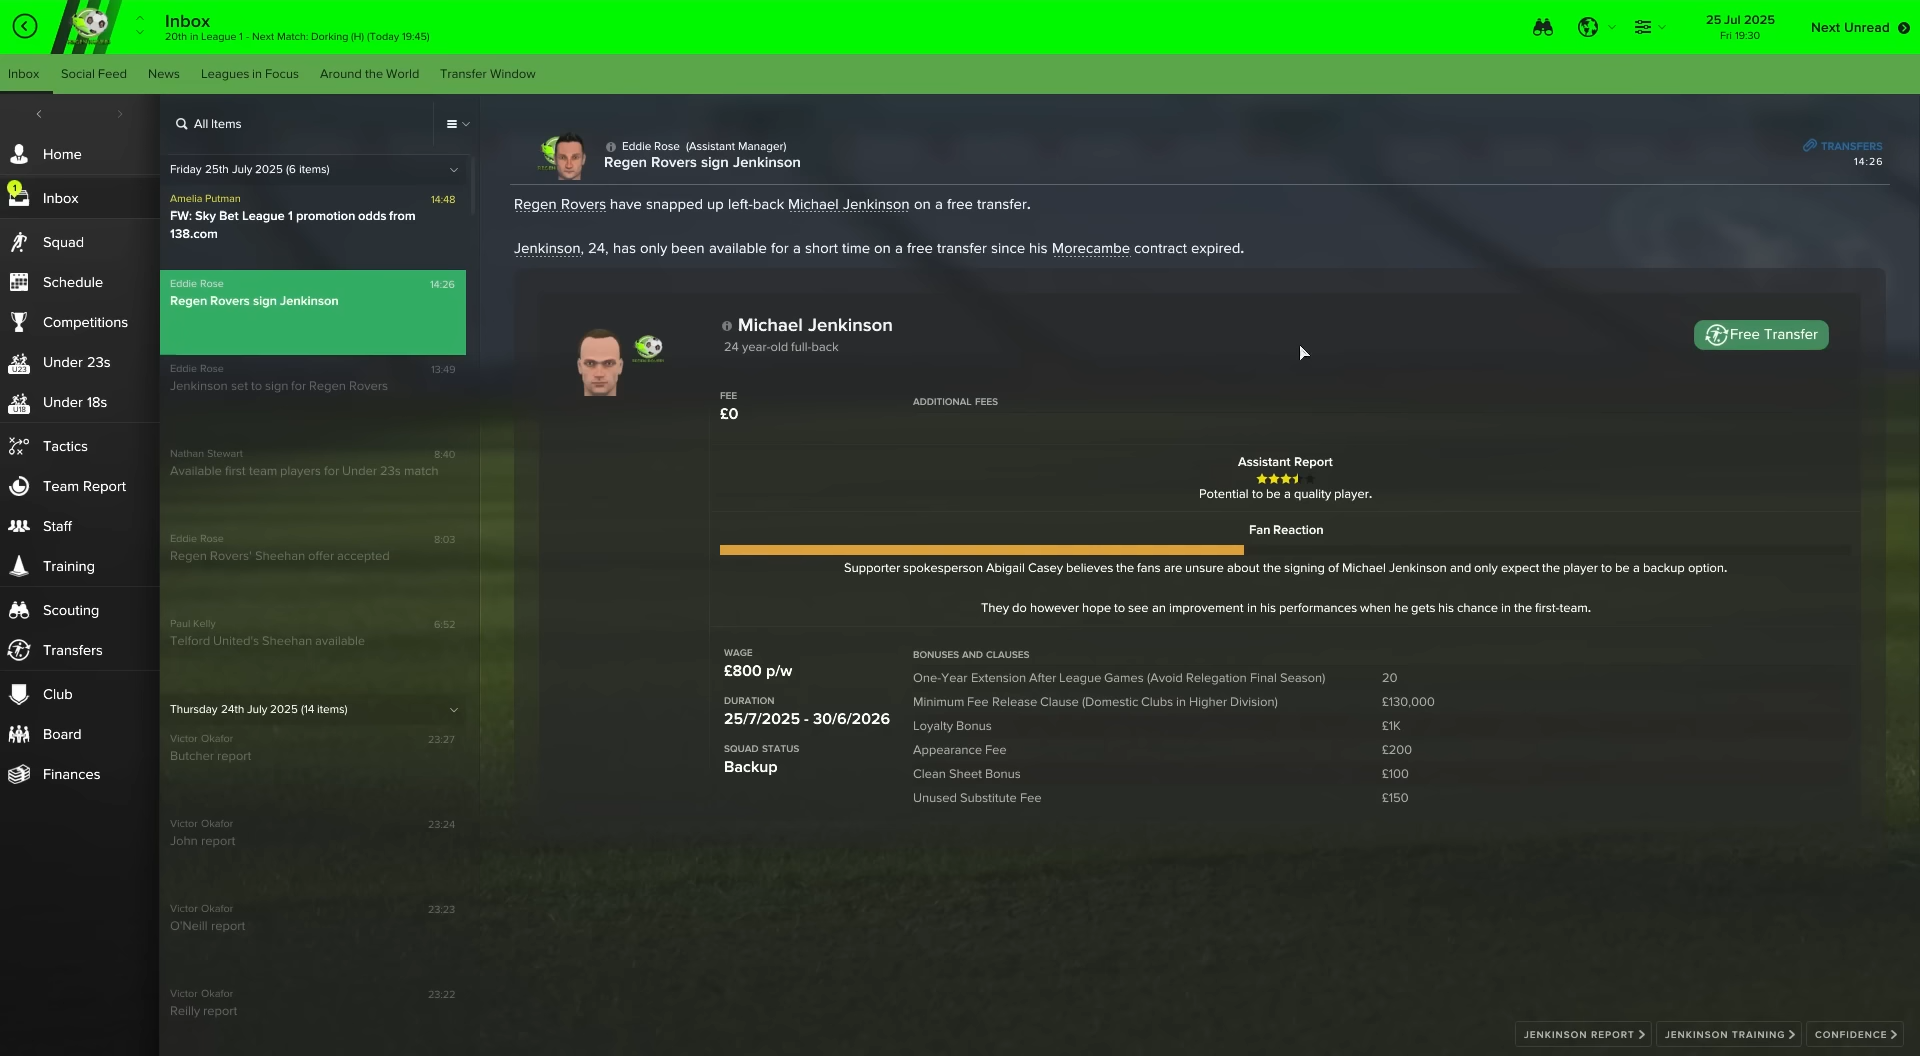 Inbox
20th in League 1 - Next Match: Dorking (H) (Today 19:45)
25 Jul 2025
Fri 19:30
Next Unread
Inbox
Social Feed
News
Leagues in Focus
Around the World
Transfer Window
Home
1
Inbox
Squad
Schedule
Competitions
U23
Under 23s
U18
Under 18s
Tactics
Team Report
Staff
Training
Scouting
Transfers
Club
Board
Finances
All Items
Friday 25th July 2025 (6 items)
Amelia Putman 14:48
FW: Sky Bet League 1 promotion odds from
138.com
Eddie Rose 14:26
Regen Rovers sign Jenkinson
Eddie Rose 13:49
Jenkinson set to sign for Regen Rovers
Nathan Stewart 8:40
Available first team players for Under 23s match
Eddie Rose 8:03
Regen Rovers' Sheehan offer accepted
Paul Kelly 6:52
Telford United's Sheehan available
Thursday 24th July 2025 (14 items)
Victor Okafor 23:27
Butcher report
Victor Okafor 23:24
John report
Victor Okafor 23:23
O'Neill report
Victor Okafor 23:22
Reilly report
Eddie Rose (Assistant Manager)
Regen Rovers sign Jenkinson
TRANSFERS
14:26
Regen Rovers have snapped up left-back Michael Jenkinson on a free transfer.
Jenkinson, 24, has only been available for a short time on a free transfer since his Morecambe contract expired.
Michael Jenkinson
24 year-old full-back
Free Transfer
FEE
£0
ADDITIONAL FEES
Assistant Report
Potential to be a quality player.
Fan Reaction
Supporter spokesperson Abigail Casey believes the fans are unsure about the signing of Michael Jenkinson and only expect the player to be a backup option.
They do however hope to see an improvement in his performances when he gets his chance in the first-team.
WAGE
£800 p/w
DURATION
25/7/2025 - 30/6/2026
SQUAD STATUS
Backup
BONUSES AND CLAUSES
One-Year Extension After League Games (Avoid Relegation Final Season) 20
Minimum Fee Release Clause (Domestic Clubs in Higher Division) £130,000
Loyalty Bonus £1K
Appearance Fee £200
Clean Sheet Bonus £100
Unused Substitute Fee £150
JENKINSON REPORT
JENKINSON TRAINING
CONFIDENCE